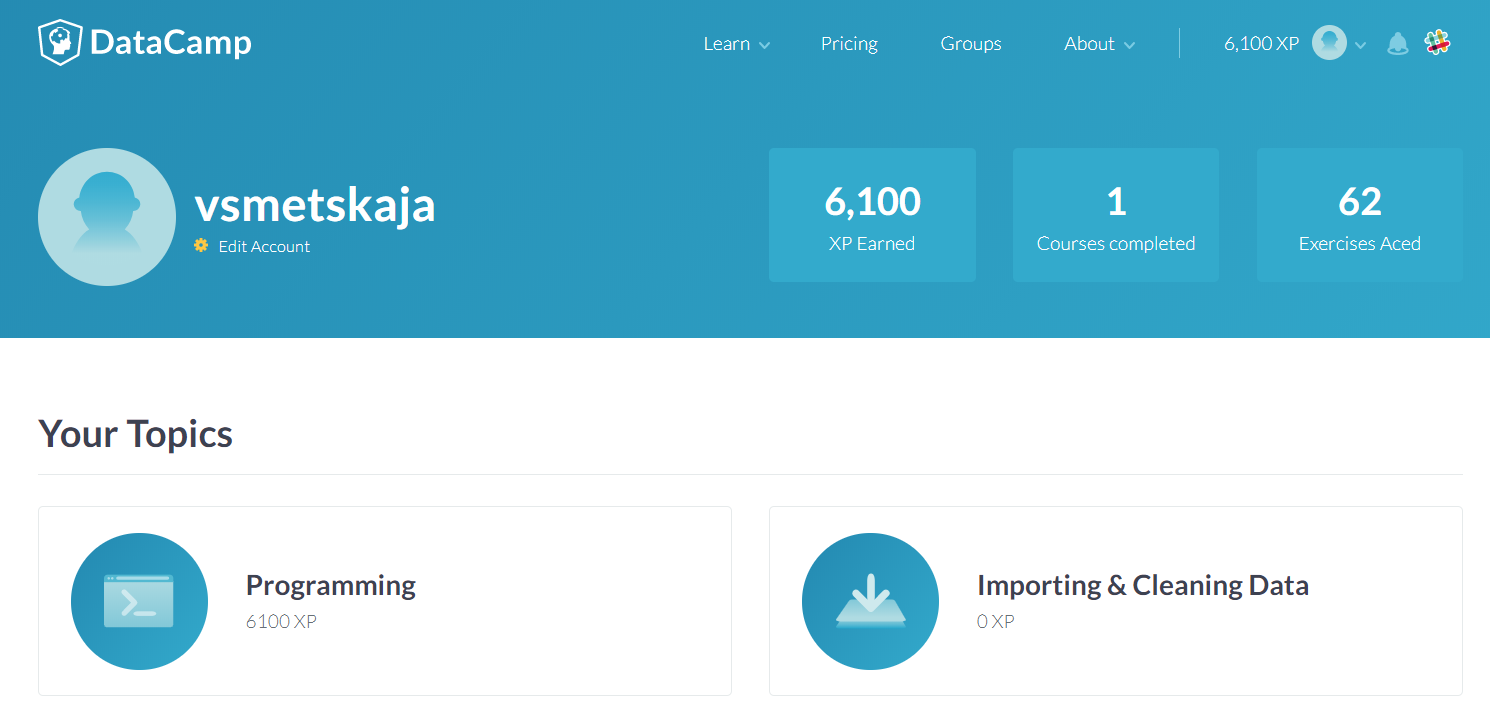 DataCamp Learn Pricing Groups About 6,100 XP
vsmetskaja
Edit Account
6,100
XP Earned
1
Courses completed
62
Exercises Aced
Your Topics
Programming
6100 XP
Importing & Cleaning Data
0 XP